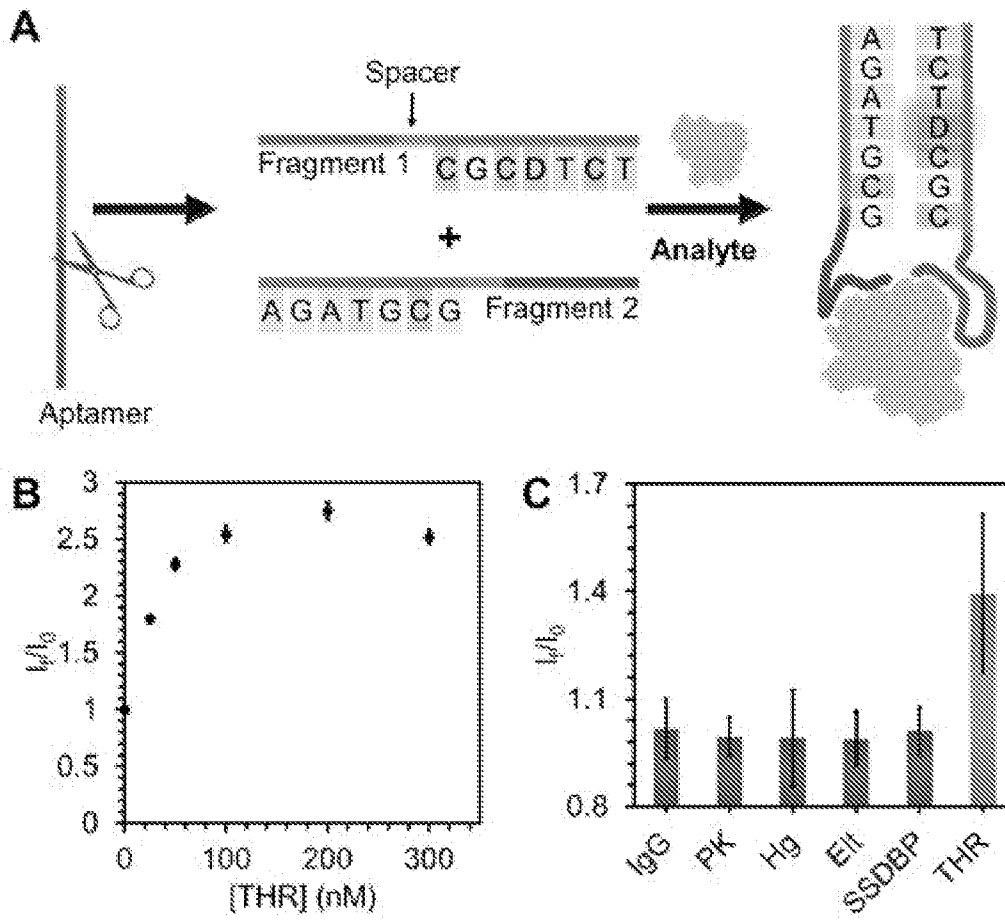 A
Spacer
Fragment 1
C G C D T C T
+
A G A T G C G
Fragment 2
Aptamer
Analyte
A T
G C
A T
T D
G C
C G
G C
B
3
2.5
2
1.5
1
0.5
0
I/I₀
0 100 200 300
[THR] (nM)
C
1.7
1.4
1.1
0.8
I/I₀
IgG
PK
Hg
EII
SSDBP
THR